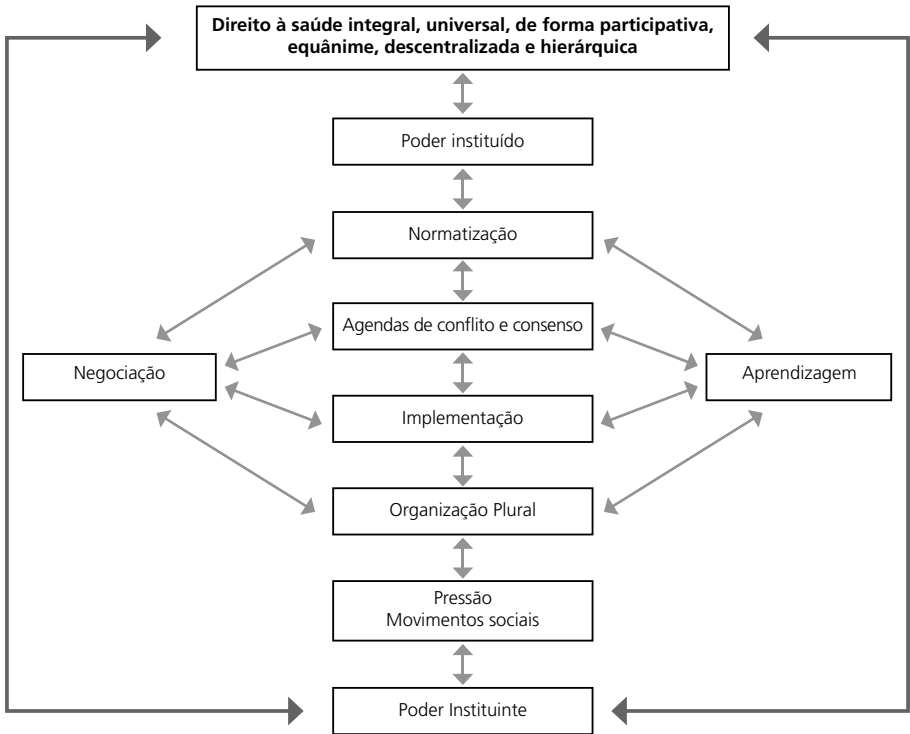 Direito à saúde integral, universal, de forma participativa,
equânime, descentralizada e hierárquica
Poder instituído
Normatização
Agendas de conflito e consenso
Negociação
Aprendizagem
Implementação
Organização Plural
Pressão
Movimentos sociais
Poder Instituinte